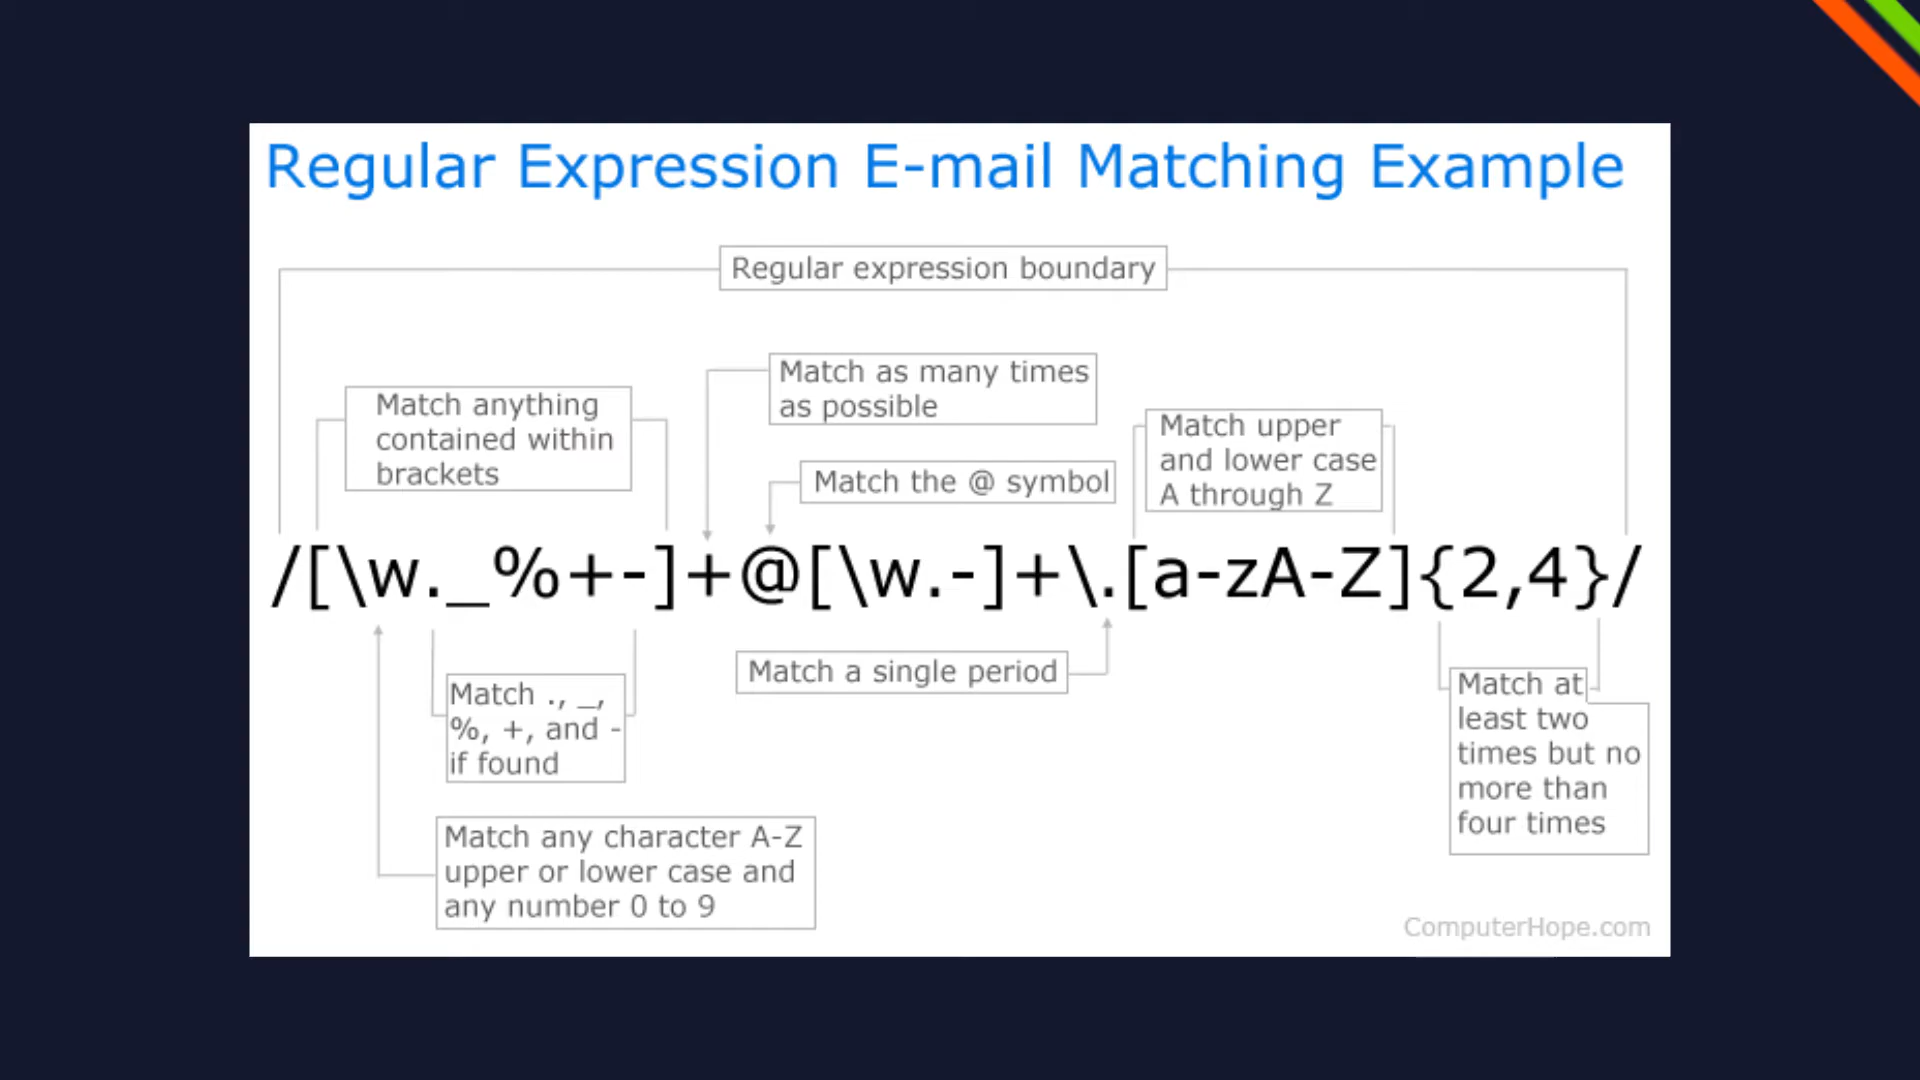 Regular Expression E-mail Matching Example
Regular expression boundary
Match as many times
as possible
Match anything
contained within
brackets
Match upper
and lower case
A through Z
Match the @ symbol
/[\w._%+-]+@[\w.-]+\.[a-zA-Z]{2,4}/
Match a single period
Match ., _,
%, +, and -
if found
Match at
least two
times but no
more than
four times
Match any character A-Z
upper or lower case and
any number 0 to 9
ComputerHope.com